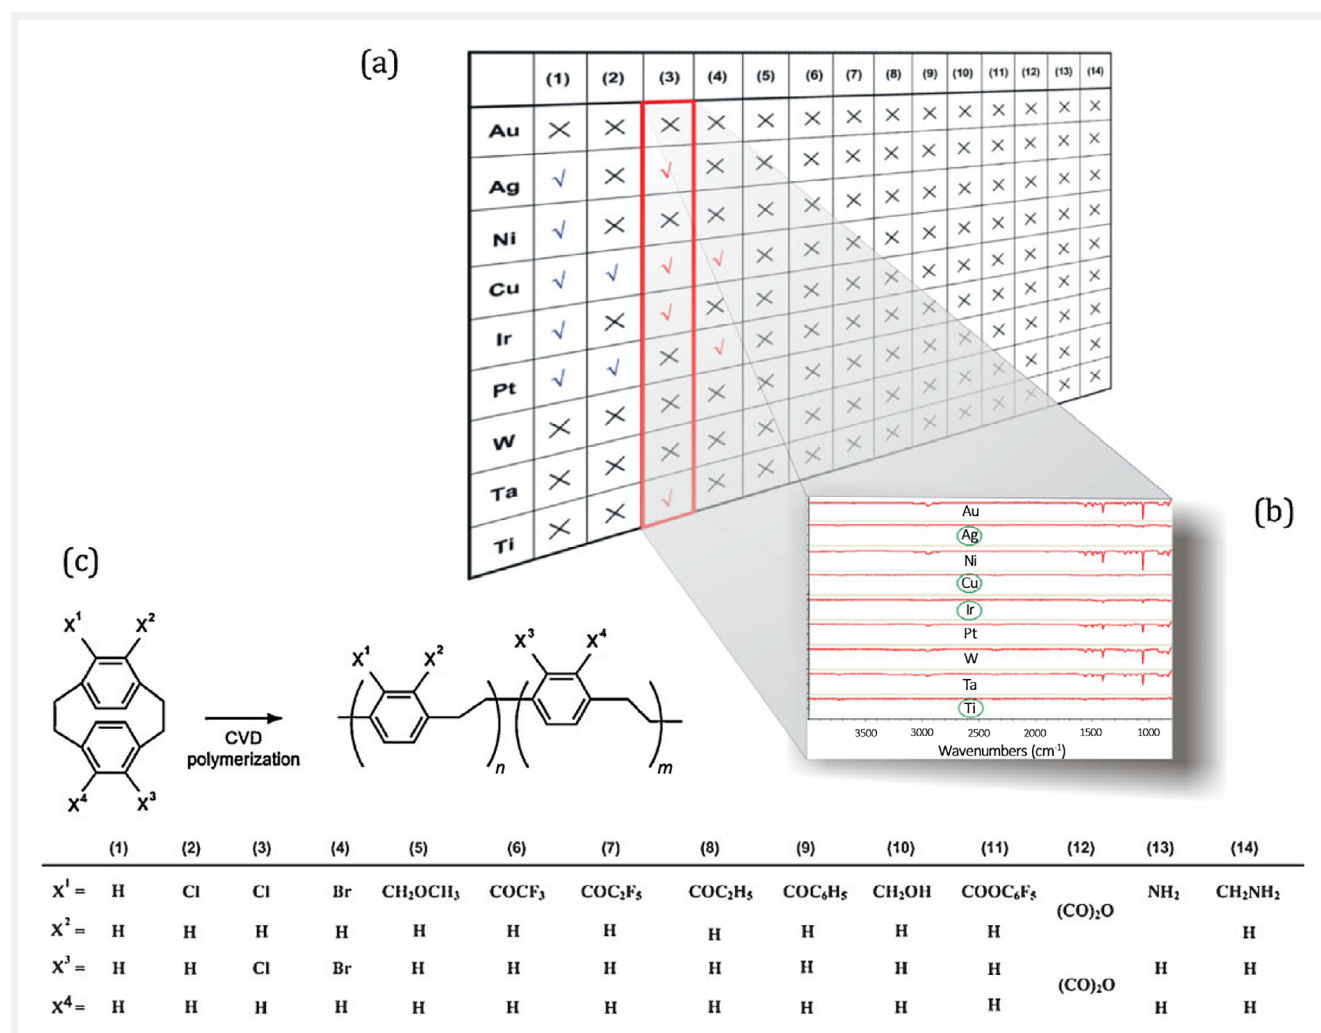 (a)
(1) (2) (3) (4) (5) (6) (7) (8) (9) (10) (11) (12) (13) (14)
Au × × × × × × × × × × × × × ×
Ag √ × √ × × × × × × × × × × ×
Ni √ × × × × × × × × × × × × ×
Cu √ √ √ √ × × × × × × × × × ×
Ir √ × √ × × × × × × × × × × ×
Pt √ √ × √ × × × × × × × × × ×
W × × × × × × × × × × × × × ×
Ta × × × × × × × × × × × × × ×
Ti × × √ × × × × × × × × × × ×
(b)
Au
Ag
Ni
Cu
Ir
Pt
W
Ta
Ti
3500 3000 2500 2000 1500 1000
Wavenumbers (cm⁻¹)
(c)
X¹ X²
X⁴ X³
CVD
polymerization
X¹ X² X³ X⁴
n m
(1) (2) (3) (4) (5) (6) (7) (8) (9) (10) (11) (12) (13) (14)
X¹ = H Cl Cl Br CH₂OCH₃ COCF₃ COC₂F₅ COC₂H₅ COC₆H₅ CH₂OH COOC₆F₅ (CO)₂O NH₂ CH₂NH₂
X² = H H H H H H H H H H H H
X³ = H H Cl Br H H H H H H H (CO)₂O H H
X⁴ = H H H H H H H H H H H H H